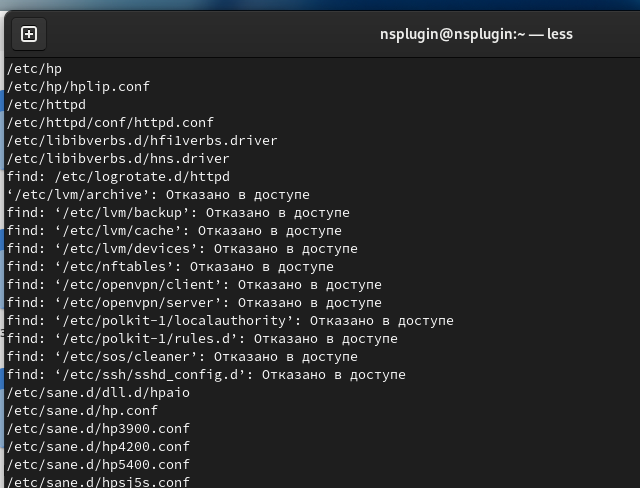 nsplugin@nsplugin:~ — less
/etc/hp
/etc/hp/hplip.conf
/etc/httpd
/etc/httpd/conf/httpd.conf
/etc/libibverbs.d/hfi1verbs.driver
/etc/libibverbs.d/hns.driver
find: /etc/logrotate.d/httpd
‘/etc/lvm/archive’: Отказано в доступе
find: ‘/etc/lvm/backup’: Отказано в доступе
find: ‘/etc/lvm/cache’: Отказано в доступе
find: ‘/etc/lvm/devices’: Отказано в доступе
find: ‘/etc/nftables’: Отказано в доступе
find: ‘/etc/openvpn/client’: Отказано в доступе
find: ‘/etc/openvpn/server’: Отказано в доступе
find: ‘/etc/polkit-1/localauthority’: Отказано в доступе
find: ‘/etc/polkit-1/rules.d’: Отказано в доступе
find: ‘/etc/sos/cleaner’: Отказано в доступе
find: ‘/etc/ssh/sshd_config.d’: Отказано в доступе
/etc/sane.d/dll.d/hpaio
/etc/sane.d/hp.conf
/etc/sane.d/hp3900.conf
/etc/sane.d/hp4200.conf
/etc/sane.d/hp5400.conf
/etc/sane.d/hpsj5s.conf